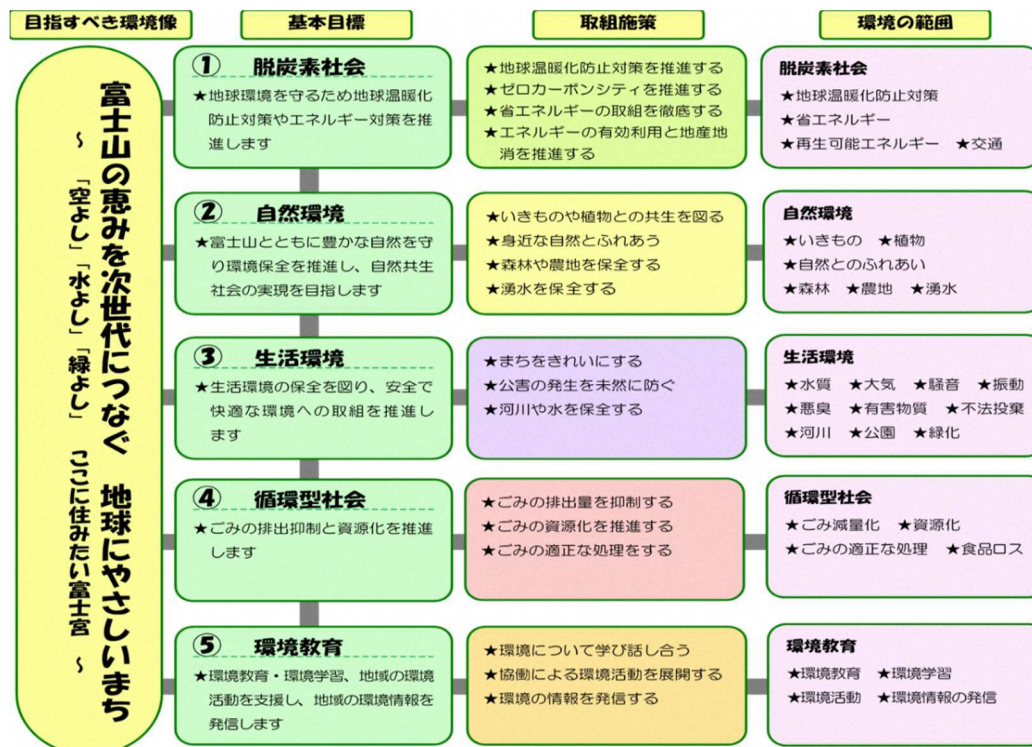 目指すべき環境像
基本目標
取組施策
環境の範囲
富士山の恵みを次世代につなぐ 地球にやさしいまち
～ 「空よし」「水よし」「緑よし」 ここに住みたい富士宮 ～
① 脱炭素社会
★地球環境を守るため地球温暖化
防止対策やエネルギー対策を推
進します
★地球温暖化防止対策を推進する
★ゼロカーボンシティを推進する
★省エネルギーの取組を徹底する
★エネルギーの有効利用と地産地
消を推進する
脱炭素社会
★地球温暖化防止対策
★省エネルギー
★再生可能エネルギー ★交通
② 自然環境
★富士山とともに豊かな自然を守
り環境保全を推進し、自然共生
社会の実現を目指します
★いきものや植物との共生を図る
★身近な自然とふれあう
★森林や農地を保全する
★湧水を保全する
自然環境
★いきもの ★植物
★自然とのふれあい
★森林 ★農地 ★湧水
③ 生活環境
★生活環境の保全を図り、安全で
快適な環境への取組を推進し
ます
★まちをきれいにする
★公害の発生を未然に防ぐ
★河川や水を保全する
生活環境
★水質 ★大気 ★騒音 ★振動
★悪臭 ★有害物質 ★不法投棄
★河川 ★公園 ★緑化
④ 循環型社会
★ごみの排出抑制と資源化を推進
します
★ごみの排出量を抑制する
★ごみの資源化を推進する
★ごみの適正な処理をする
循環型社会
★ごみ減量化 ★資源化
★ごみの適正な処理 ★食品ロス
⑤ 環境教育
★環境教育・環境学習、地域の環境
活動を支援し、地域の環境情報を
発信します
★環境について学び話し合う
★協働による環境活動を展開する
★環境の情報を発信する
環境教育
★環境教育 ★環境学習
★環境活動 ★環境情報の発信